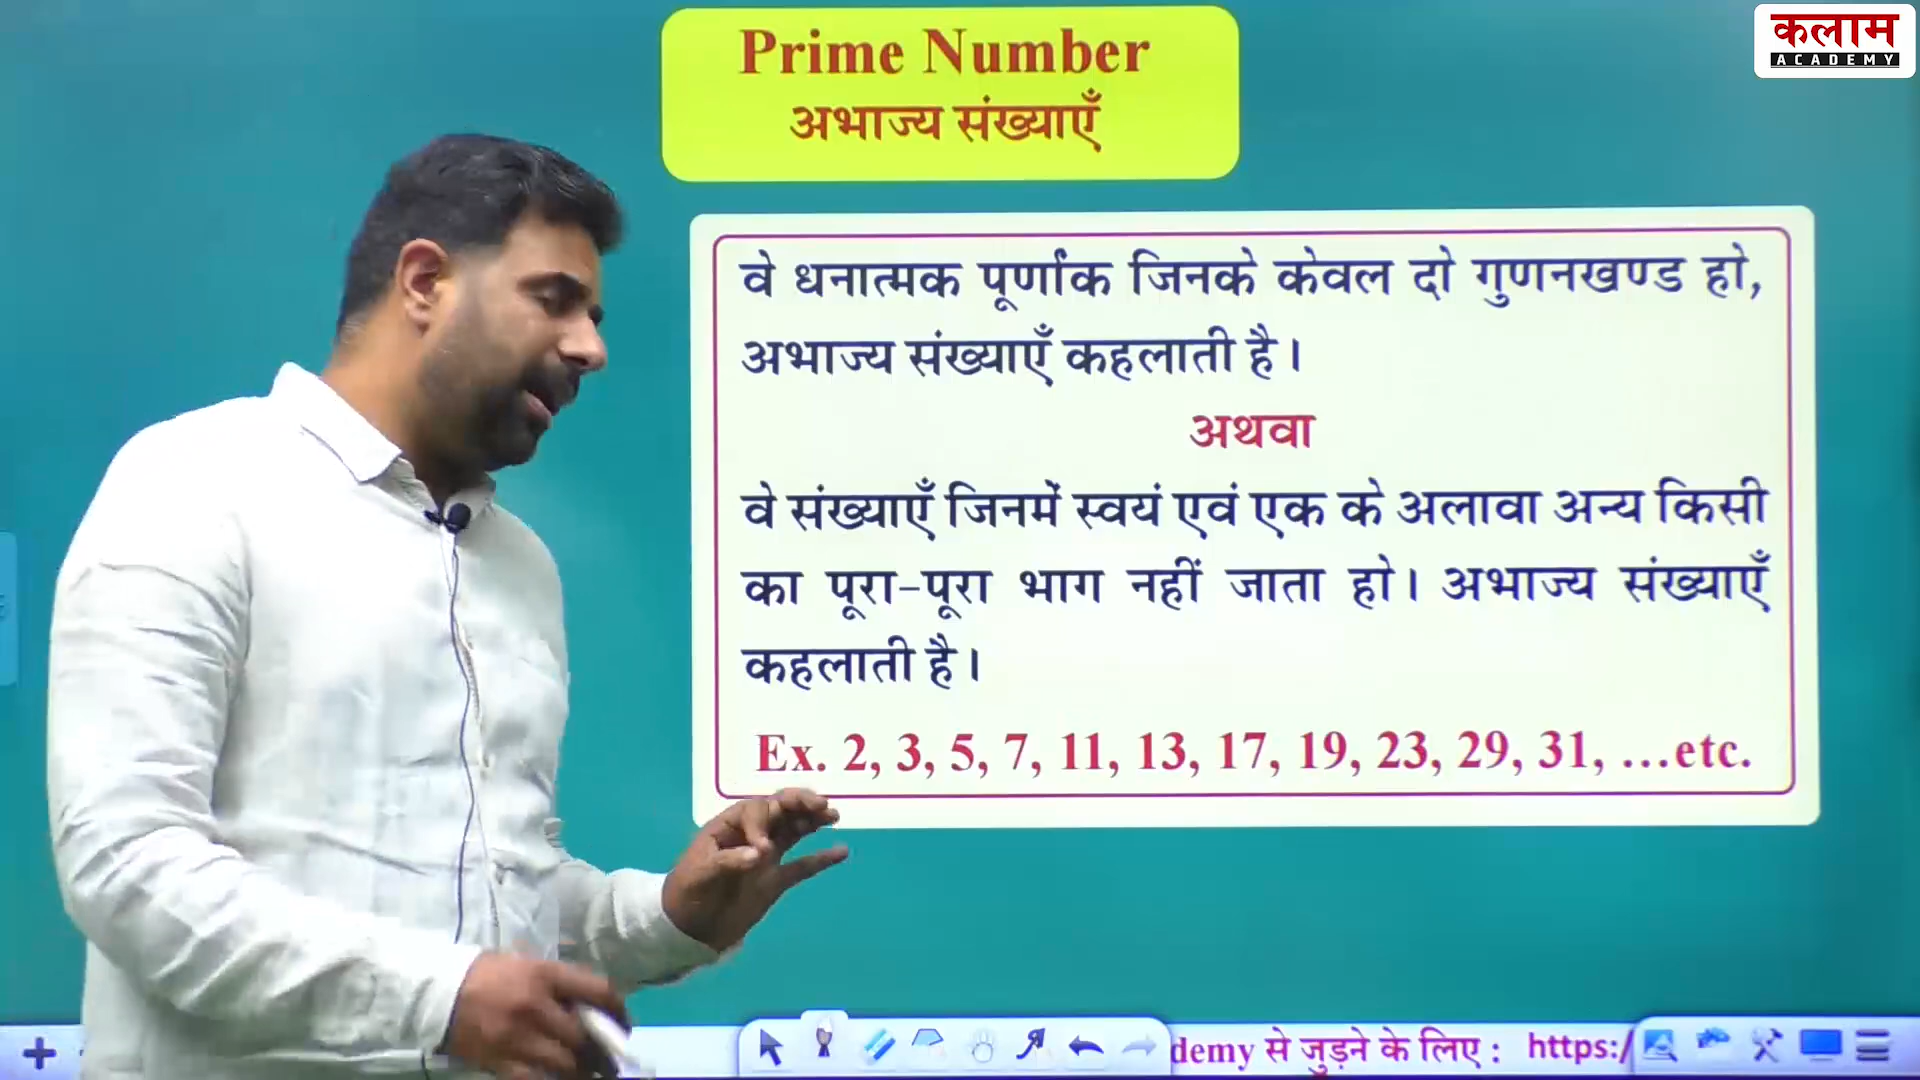 कलाम
ACADEMY
Prime Number
अभाज्य संख्याएँ
वे धनात्मक पूर्णांक जिनके केवल दो गुणनखण्ड हो,
अभाज्य संख्याएँ कहलाती है।
अथवा
वे संख्याएँ जिनमें स्वयं एवं एक के अलावा अन्य किसी
का पूरा-पूरा भाग नहीं जाता हो। अभाज्य संख्याएँ
कहलाती है।
Ex. 2, 3, 5, 7, 11, 13, 17, 19, 23, 29, 31, ...etc.
demy से जुड़ने के लिए : https:/